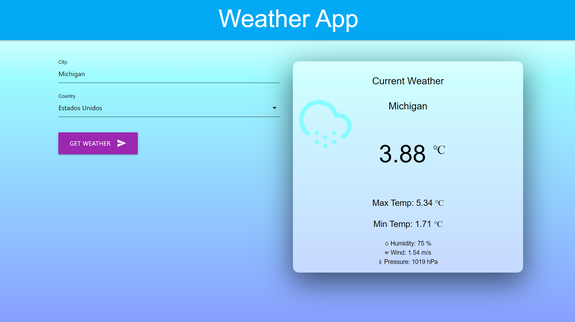 Weather App
City:
Michigan
Country
Estados Unidos
GET WEATHER
Current Weather
Michigan
3.88 °C
Max Temp: 5.34 °C
Min Temp: 1.71 °C
Humidity: 75 %
Wind: 1.54 m/s
Pressure: 1019 hPa